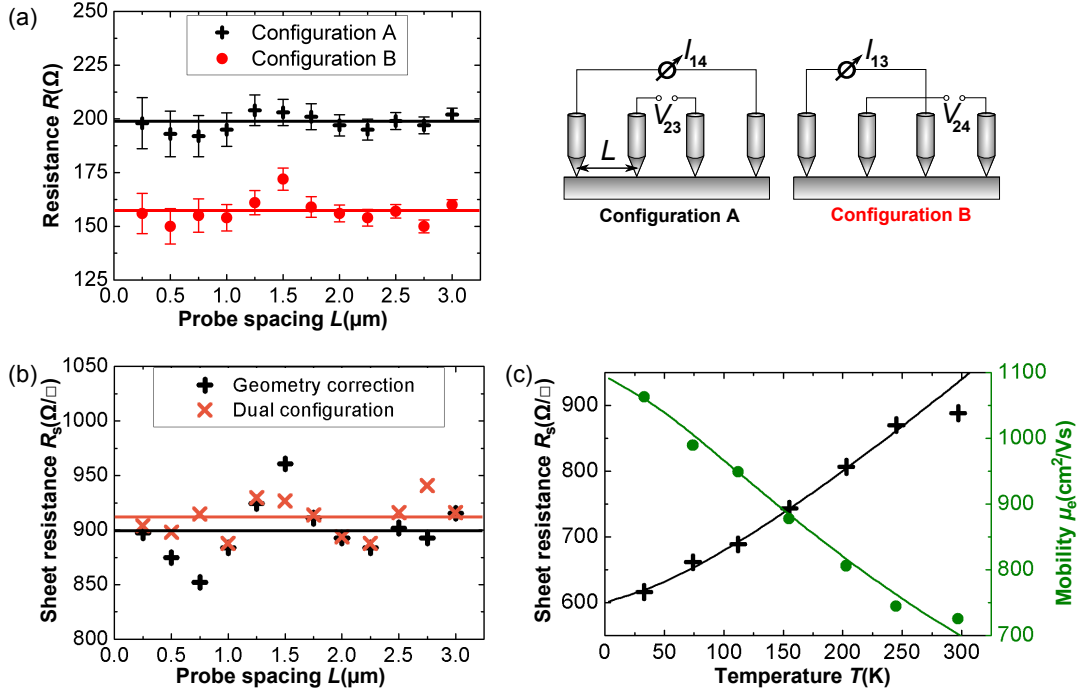 (a)
250
225
200
175
150
125
Resistance R(Ω)
Configuration A
Configuration B
0.0 0.5 1.0 1.5 2.0 2.5 3.0
Probe spacing L(µm)
I14
V23
L
Configuration A
I13
V24
Configuration B
(b)
1050
1000
950
900
850
800
Sheet resistance Rs(Ω/□)
Geometry correction
Dual configuration
0.0 0.5 1.0 1.5 2.0 2.5 3.0
Probe spacing L(µm)
(c)
900
800
700
600
Sheet resistance Rs(Ω/□)
1100
1000
900
800
700
Mobility µe(cm²/Vs)
0 50 100 150 200 250 300
Temperature T(K)